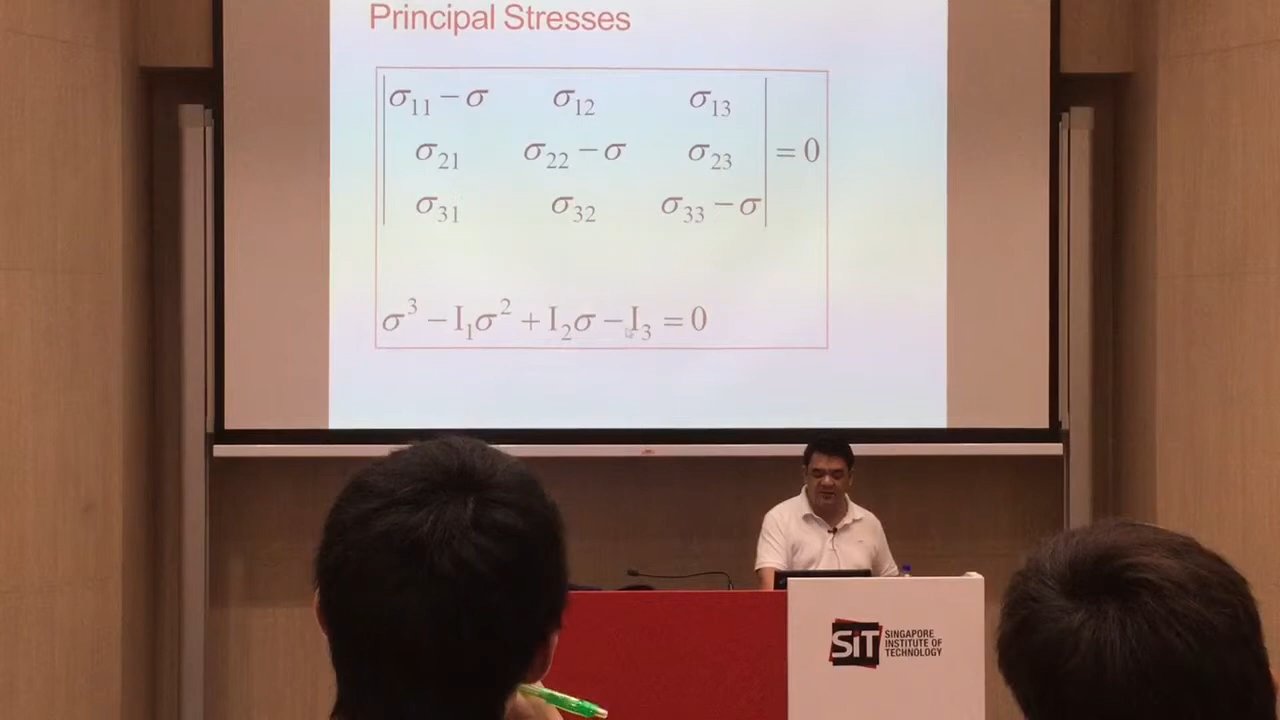 Principal Stresses
σ₁₁ − σ σ₁₂ σ₁₃
σ₂₁ σ₂₂ − σ σ₂₃ = 0
σ₃₁ σ₃₂ σ₃₃ − σ
σ³ − I₁σ² + I₂σ − I₃ = 0
SiT SINGAPORE
INSTITUTE OF
TECHNOLOGY